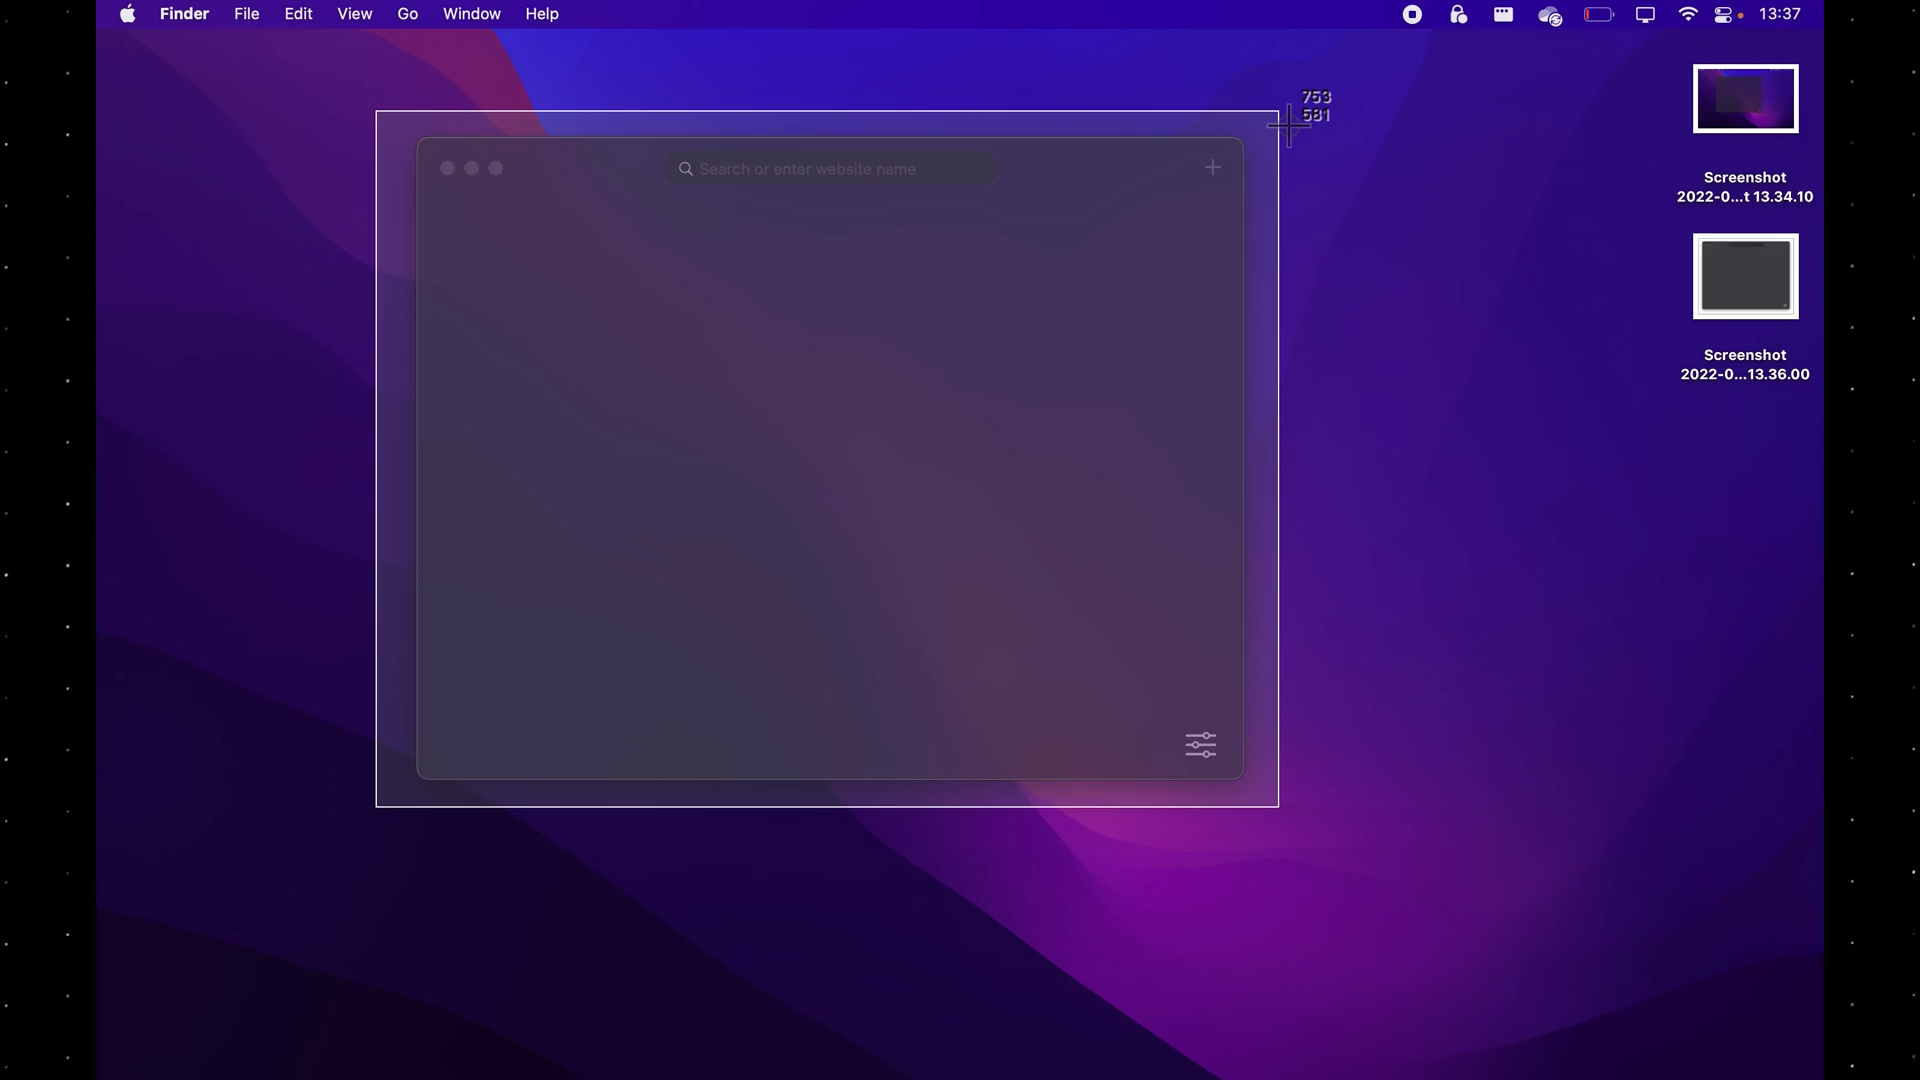 Finder File Edit View Go Window Help 13:37
753
581
Search or enter website name
Screenshot
2022-0...t 13.34.10
Screenshot
2022-0...13.36.00